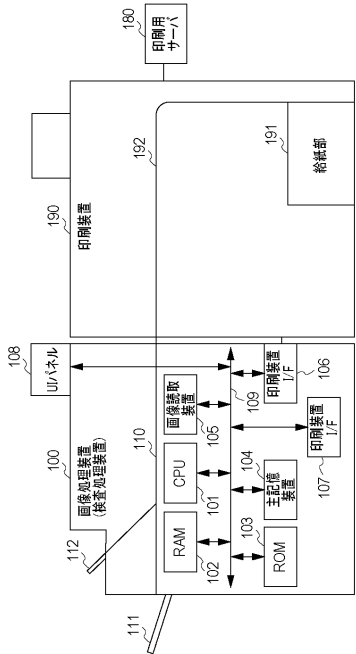 108
UIパネル
100
画像処理装置
(検査処理装置)
112
111
110
RAM
102
CPU
101
画像読取
装置
105
109
ROM
103
主記憶
装置
104
印刷装置
I/F
106
印刷装置
I/F
107
190
印刷装置
192
191
給紙部
180
印刷用
サーバ